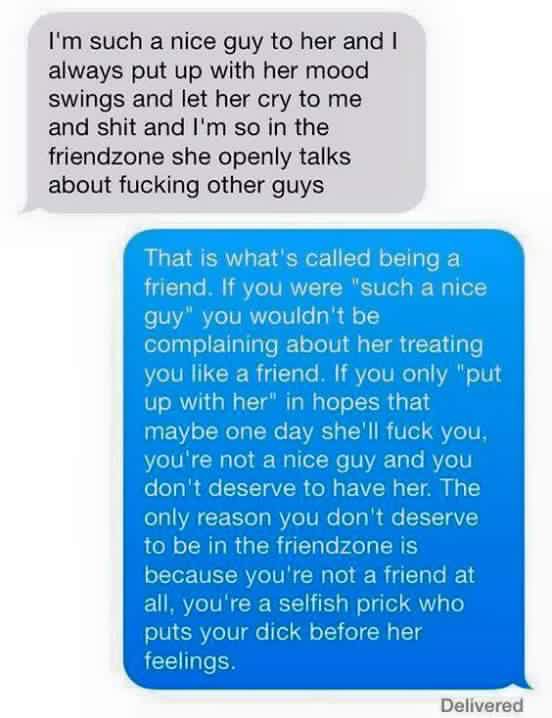 I'm such a nice guy to her and I
always put up with her mood
swings and let her cry to me
and shit and I'm so in the
friendzone she openly talks
about fucking other guys
That is what's called being a
friend. If you were "such a nice
guy" you wouldn't be
complaining about her treating
you like a friend. If you only "put
up with her" in hopes that
maybe one day she'll fuck you,
you're not a nice guy and you
don't deserve to have her. The
only reason you don't deserve
to be in the friendzone is
because you're not a friend at
all, you're a selfish prick who
puts your dick before her
feelings.
Delivered